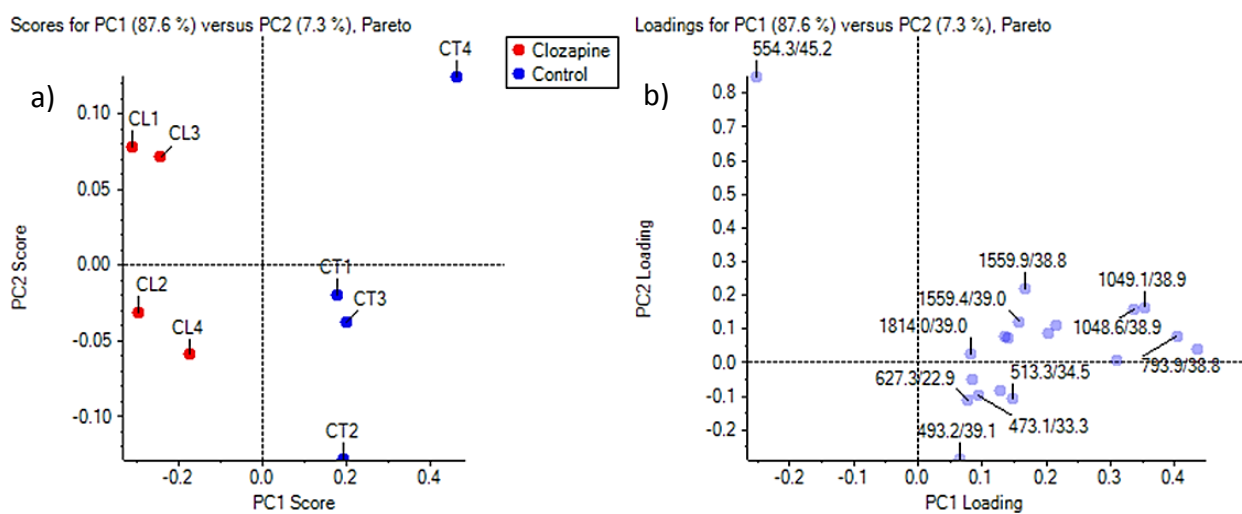 Scores for PC1 (87.6 %) versus PC2 (7.3 %), Pareto
a)
CT4
Clozapine
Control
CL1
CL3
CL2
CL4
CT1
CT3
CT2
0.10
0.05
0.00
-0.05
-0.10
PC2 Score
-0.2
0.0
0.2
0.4
PC1 Score
Loadings for PC1 (87.6 %) versus PC2 (7.3 %), Pareto
b)
554.3/45.2
1559.9/38.8
1049.1/38.9
1559.4/39.0
1814.0/39.0
1048.6/38.9
793.9/38.8
627.3/22.9
513.3/34.5
473.1/33.3
493.2/39.1
0.8
0.7
0.6
0.5
0.4
0.3
0.2
0.1
0.0
-0.1
-0.2
PC2 Loading
-0.2
-0.1
0.0
0.1
0.2
0.3
0.4
PC1 Loading